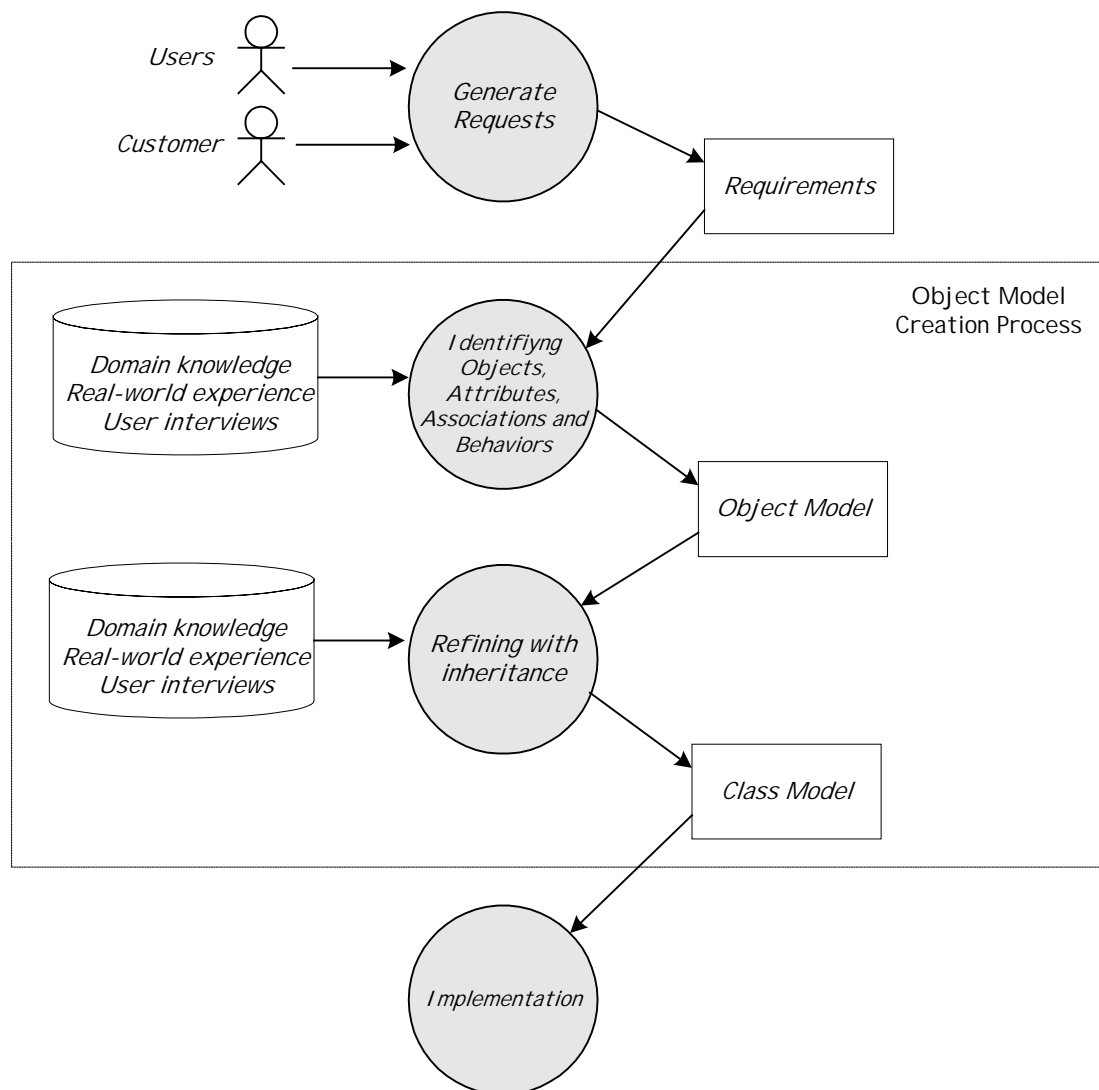 Users
Generate
Requests
Customer
Requirements
Object Model
Creation Process
Domain knowledge
Real-world experience
User interviews
Identifiyng
Objects,
Attributes,
Associations and
Behaviors
Object Model
Domain knowledge
Real-world experience
User interviews
Refining with
inheritance
Class Model
Implementation